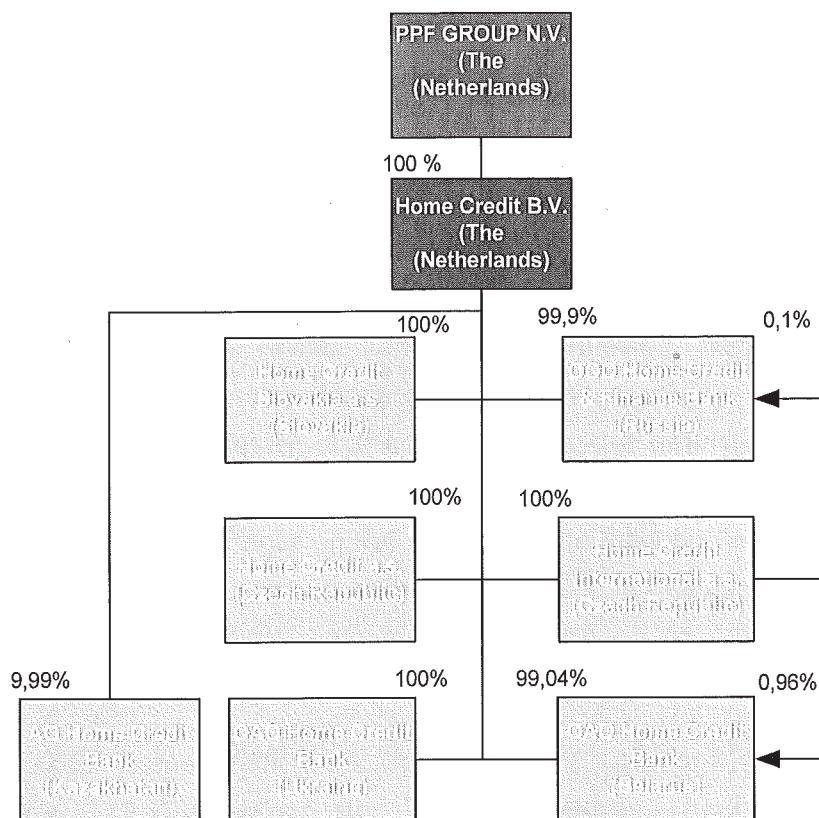 PPF GROUP N.V.
(The
(Netherlands)
100 %
Home Credit B.V.
(The
(Netherlands)
100%
99,9%
0,1%
Home Credit
Slovakia a.s.
(Slovakia)
OOO Home Credit
& Finance Bank
(Russia)
100%
100%
Home Credit a.s.
(Czech Republic)
Home Credit
International a.s.
(Czech Republic)
9,99%
100%
99,04%
0,96%
AO Home Credit
Bank
(Kazakhstan)
OAO Home Credit
Bank
(Ukraine)
OAO Home Credit
Bank
(Belarus)